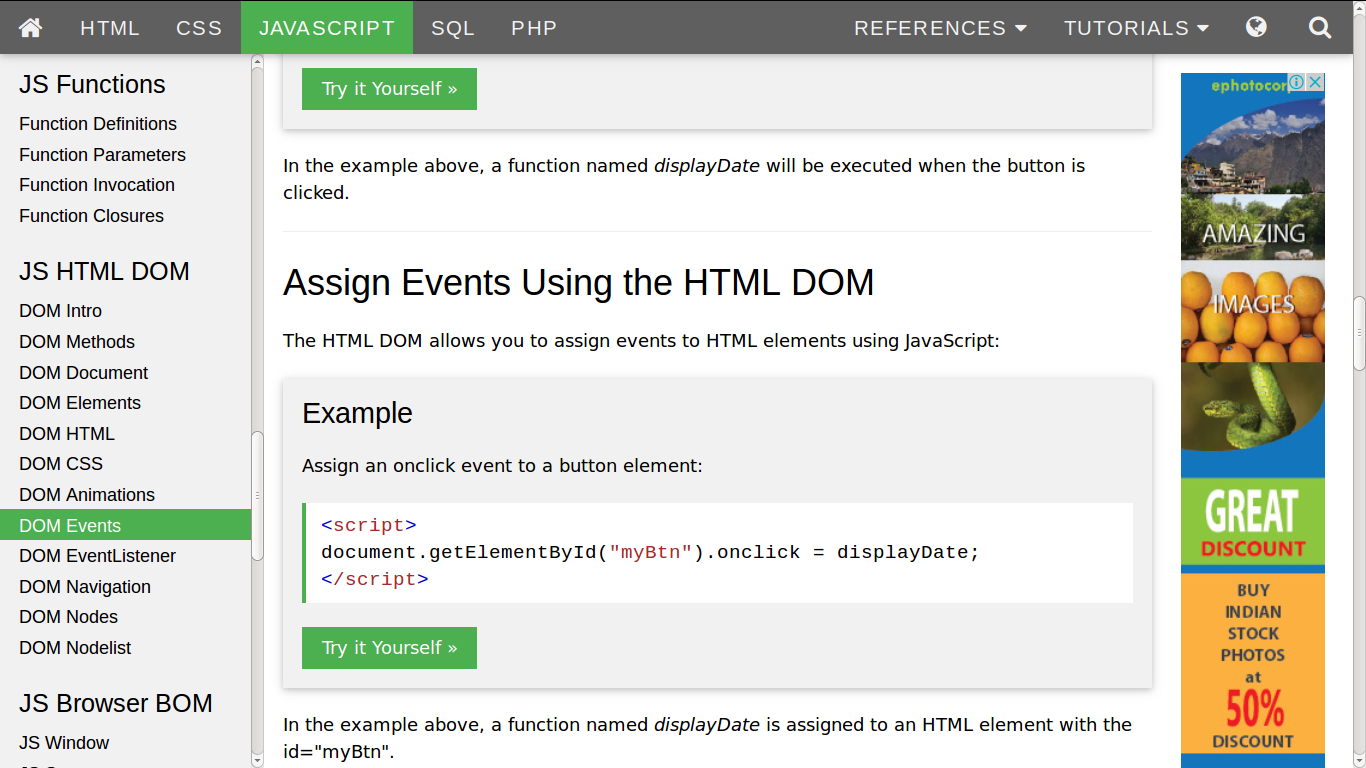 HTML CSS JAVASCRIPT SQL PHP REFERENCES TUTORIALS
JS Functions
Function Definitions
Function Parameters
Function Invocation
Function Closures
JS HTML DOM
DOM Intro
DOM Methods
DOM Document
DOM Elements
DOM HTML
DOM CSS
DOM Animations
DOM Events
DOM EventListener
DOM Navigation
DOM Nodes
DOM Nodelist
JS Browser BOM
JS Window
Try it Yourself »
In the example above, a function named displayDate will be executed when the button is
clicked.
Assign Events Using the HTML DOM
The HTML DOM allows you to assign events to HTML elements using JavaScript:
Example
Assign an onclick event to a button element:
<script>
document.getElementById("myBtn").onclick = displayDate;
</script>
Try it Yourself »
In the example above, a function named displayDate is assigned to an HTML element with the
id="myBtn".
AMAZING
IMAGES
GREAT
DISCOUNT
BUY
INDIAN
STOCK
PHOTOS
at
50%
DISCOUNT